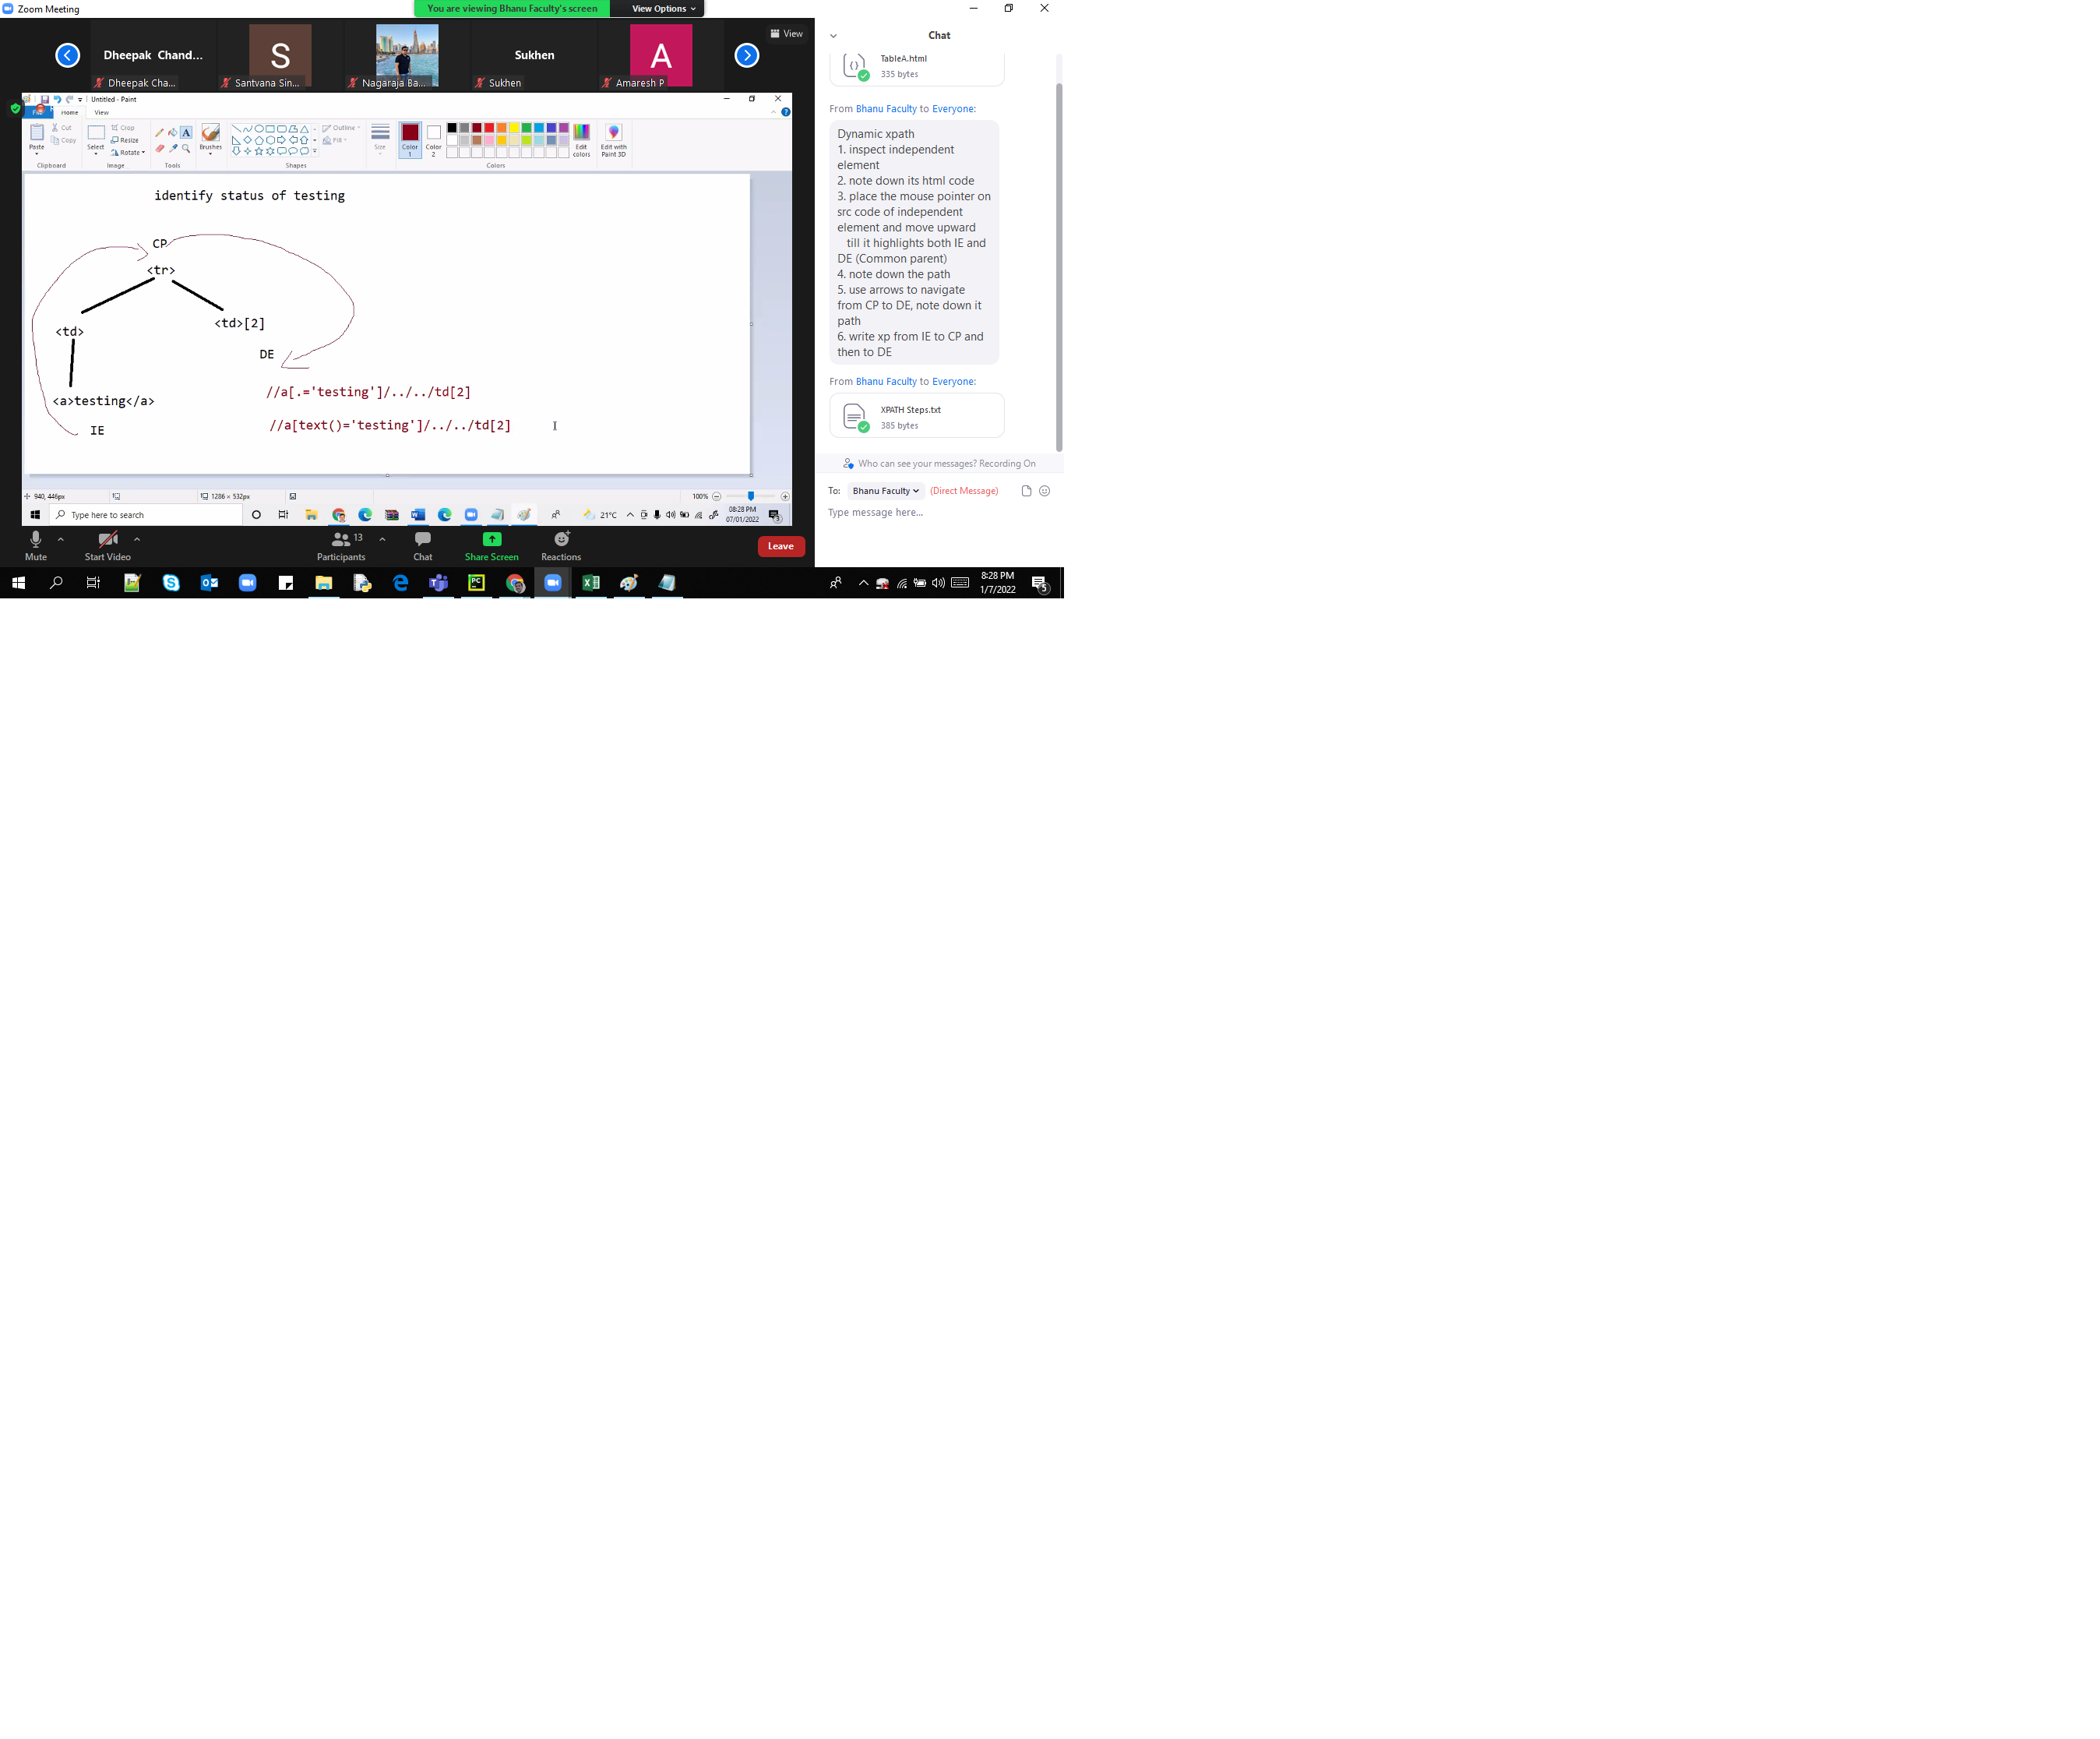 Zoom Meeting
You are viewing Bhanu Faculty's screen
View Options
View
Dheepak Chand...
S
Sukhen
A
Dheepak Cha...
Santvana Sin...
Nagaraja Ba...
Sukhen
Amaresh P
Untitled - Paint
File
Home
View
Paste
Cut
Copy
Clipboard
Select
Crop
Resize
Rotate
Image
A
Tools
Brushes
Outline
Fill
Shapes
Size
Color 1
Color 2
Colors
Edit colors
Edit with Paint 3D
identify status of testing
CP
<tr>
<td>
<td>[2]
DE
<a>testing</a>
IE
//a[.='testing']/../../td[2]
//a[text()='testing']/../../td[2]
940, 446px
1286 × 532px
100%
Type here to search
21°C
08:28 PM
07/01/2022
3
Mute
Start Video
Participants
13
Chat
Share Screen
Reactions
Leave
Chat
TableA.html
335 bytes
From Bhanu Faculty to Everyone:
Dynamic xpath
1. inspect independent
element
2. note down its html code
3. place the mouse pointer on
src code of independent
element and move upward
till it highlights both IE and
DE (Common parent)
4. note down the path
5. use arrows to navigate
from CP to DE, note down it
path
6. write xp from IE to CP and
then to DE
From Bhanu Faculty to Everyone:
XPATH Steps.txt
385 bytes
Who can see your messages? Recording On
To: Bhanu Faculty (Direct Message)
Type message here...
8:28 PM
1/7/2022
5